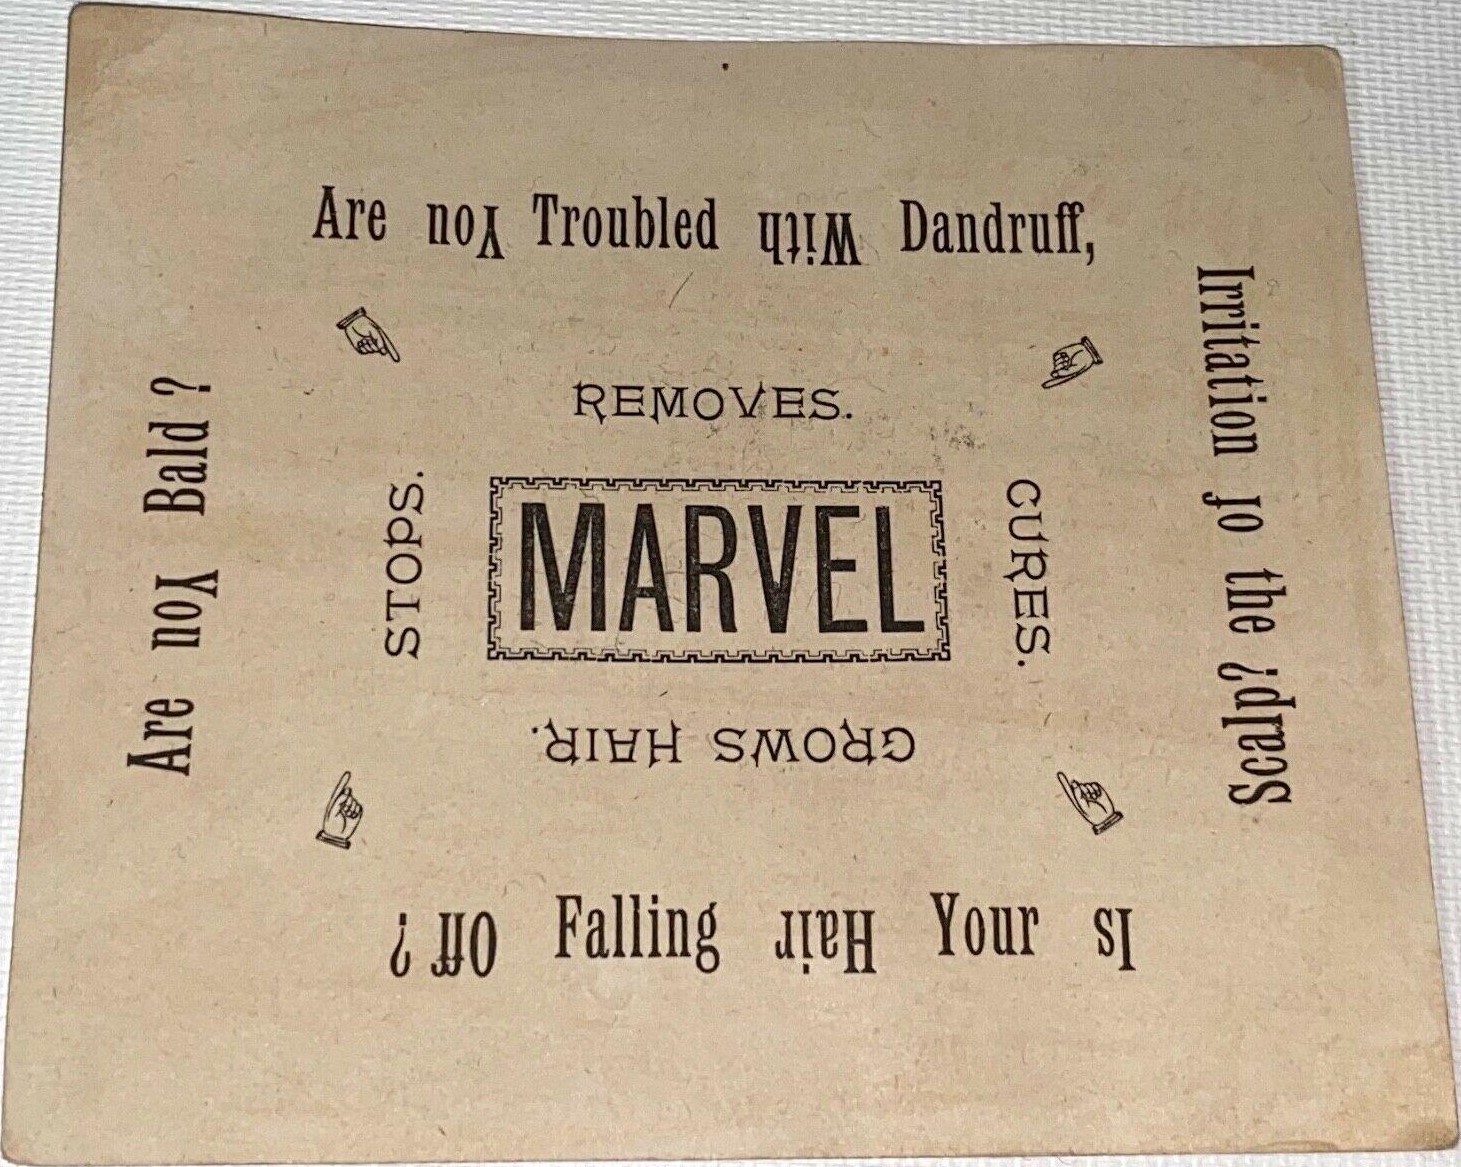 Are You Troubled With Dandruff,
Irritation of the Scalp?
Is Your Hair Falling Off?
Are You Bald?
REMOVES.
CURES.
GROWS HAIR.
STOPS.
MARVEL